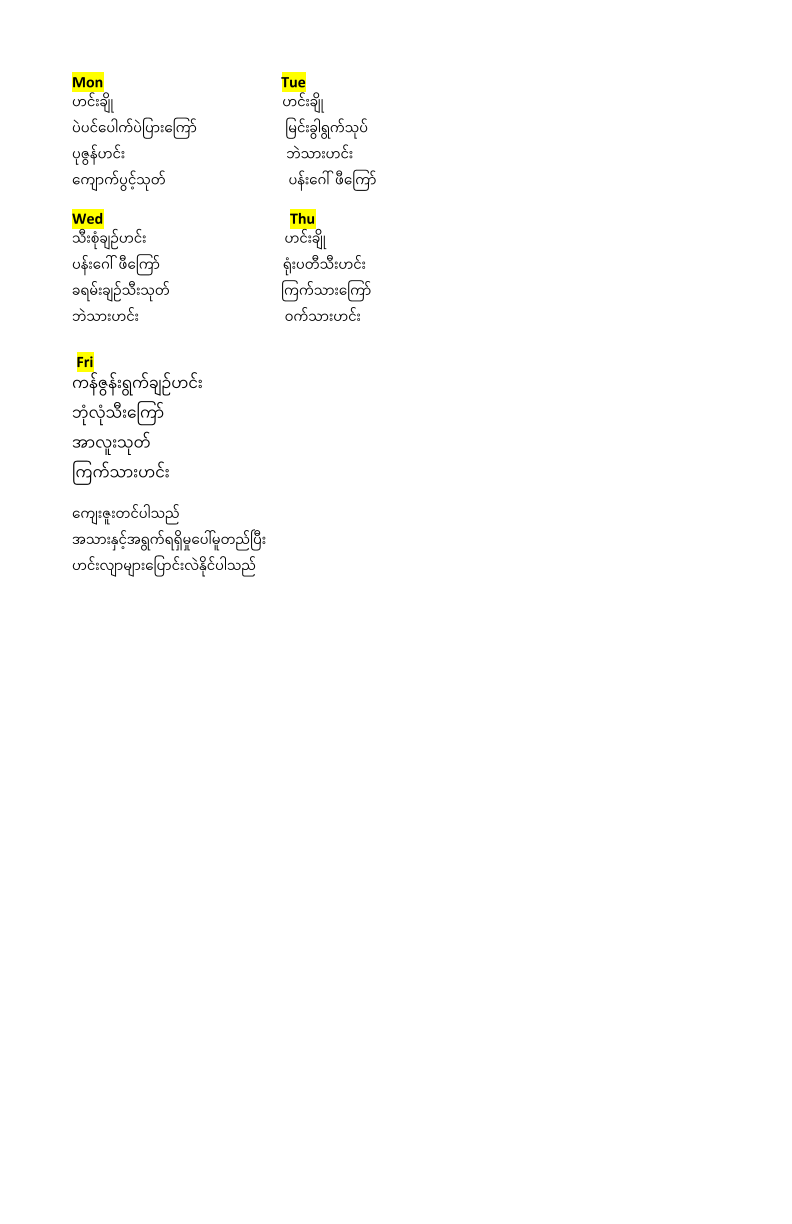 Mon
ဟင်းချို
ပဲပင်ပေါက်ပဲပြားကြော်
ပုဇွန်ဟင်း
ကျောက်ပွင့်သုတ်
Tue
ဟင်းချို
မြင်းခွါရွက်သုပ်
ဘဲသားဟင်း
ပန်းဂေါ်ဖီကြော်
Wed
သီးစုံချဉ်ဟင်း
ပန်းဂေါ်ဖီကြော်
ခရမ်းချဉ်သီးသုတ်
ဘဲသားဟင်း
Thu
ဟင်းချို
ရုံးပတီသီးဟင်း
ကြက်သားကြော်
ဝက်သားဟင်း
Fri
ကန်ဇွန်းရွက်ချဉ်ဟင်း
ဘုံလုံသီးကြော်
အာလူးသုတ်
ကြက်သားဟင်း
ကျေးဇူးတင်ပါသည်
အသားနှင့်အရွက်ရရှိမှုပေါ်မူတည်ပြီး
ဟင်းလျာများပြောင်းလဲနိုင်ပါသည်